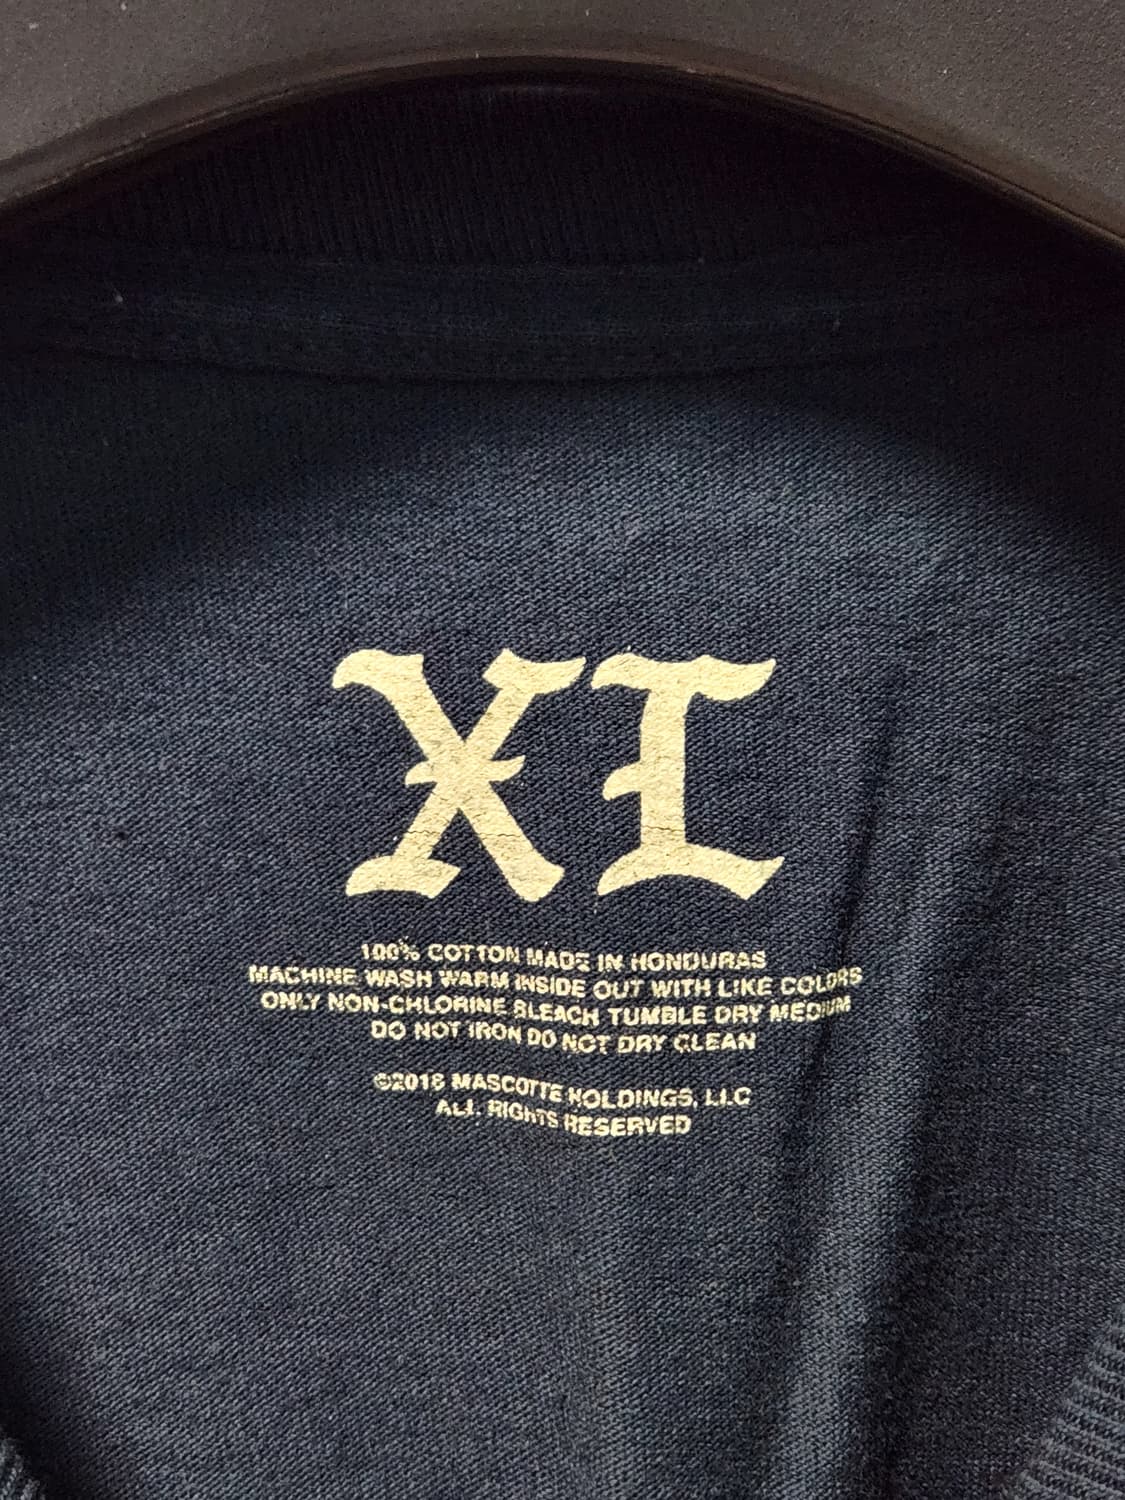 XL
100% COTTON MADE IN HONDURAS
MACHINE WASH WARM INSIDE OUT WITH LIKE COLORS
ONLY NON-CHLORINE BLEACH TUMBLE DRY MEDIUM
DO NOT IRON DO NOT DRY CLEAN
©2016 MASCOTTE HOLDINGS, LLC
ALL RIGHTS RESERVED